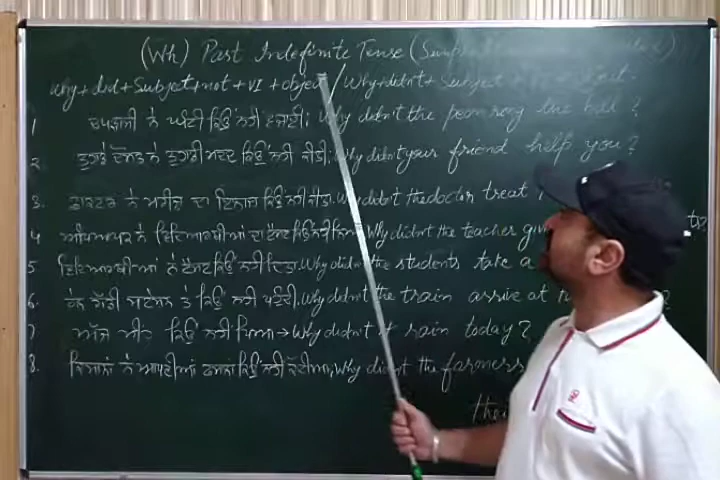 (Wh) Past Indefinite Tense
Why + did + Subject + not + VI + object / Why + didn't + Subject +
1 ਚਪੜਾਸੀ ਨੇ ਘੰਟੀ ਕਿਉਂ ਨਹੀਂ ਵਜਾਈ; Why didn't the peon rong the bell ?
2. ਤੁਹਾਡੇ ਦੋਸਤ ਨੇ ਤੁਹਾਡੀ ਮਦਦ ਕਿਉਂ ਨਹੀਂ ਕੀਤੀ; Why didn't your friend help you ?
3. ਡਾਕਟਰ ਨੇ ਮਰੀਜ਼ ਦਾ ਇਲਾਜ ਕਿਉਂ ਨਹੀਂ ਕੀਤਾ. Why didn't the doctor treat
4 ਅਧਿਆਪਕ ਨੇ ਵਿਦਿਆਰਥੀਆਂ ਦਾ ਟੈਸਟ ਕਿਉਂ ਨਹੀਂ Why didn't the teacher
5 ਵਿਦਿਆਰਥੀਆਂ ਨੇ ਟੈਸਟ ਕਿਉਂ ਨਹੀਂ ਦਿੱਤਾ. Why didn't the students take a
6. ਸਟੇਸ਼ਨ ਤੇ ਕਿਉਂ ਨਹੀਂ ਪਹੁੰਚੀ, Why didn't the train arrive at
7 ਅੱਜ ਮੀਂਹ ਕਿਉਂ ਨਹੀਂ ਪਿਆ → Why didn't it rain today ?
8. ਕਿਸਾਨਾਂ ਨੇ ਆਪਣੀਆਂ ਫਸਲਾਂ ਕਿਉਂ ਨਹੀਂ ਵੱਢੀਆਂ, Why didn't the farmers